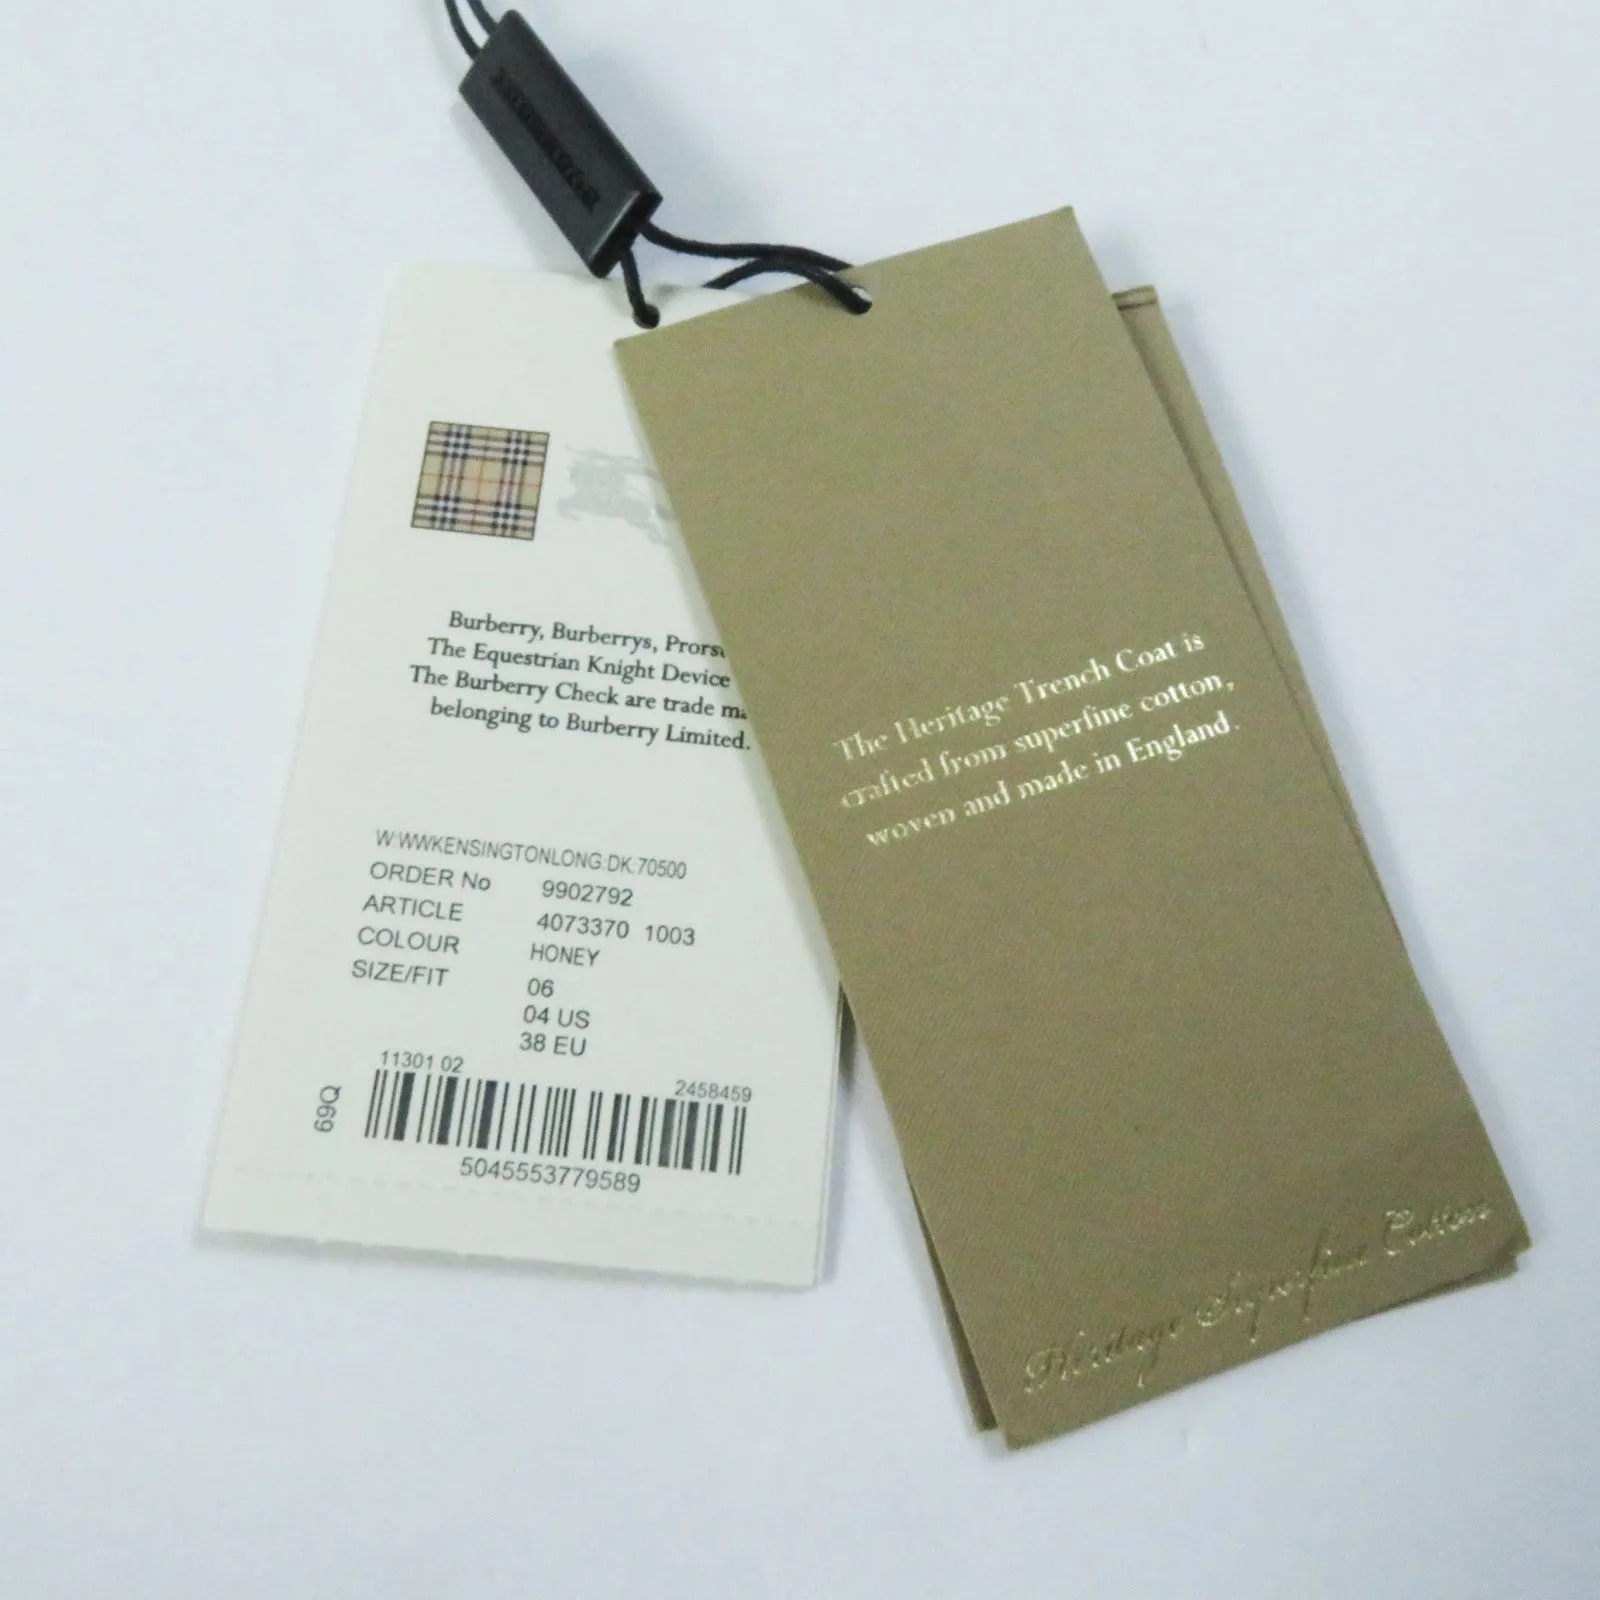 Burberry, Burberrys,
The Equestrian Knight Device
The Burberry Check are trade
belonging to Burberry Limited.
W:WWKENSINGTONLONG:DK:70500
ORDER No 9902792
ARTICLE 4073370 1003
COLOUR HONEY
SIZE/FIT 06
04 US
38 EU
11301 02 2458459
69Q
5045553779589
The Heritage Trench Coat is
crafted from superfine cotton,
woven and made in England.
Heritage Superfine Cotton